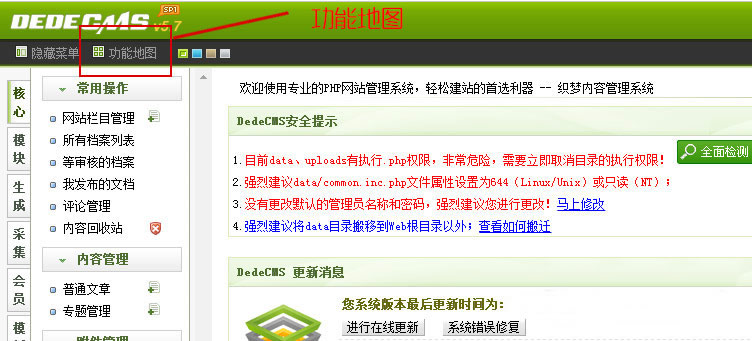 DEDECMS v5.7 SP1
功能地图
隐藏菜单 功能地图
核心
模块
生成
采集
会员
常用操作
网站栏目管理
所有档案列表
等审核的档案
我发布的文档
评论管理
内容回收站
内容管理
普通文章
专题管理
附件管理
欢迎使用专业的PHP网站管理系统，轻松建站的首选利器 -- 织梦内容管理系统
DedeCMS安全提示
全面检测
1.目前data、uploads有执行.php权限，非常危险，需要立即取消目录的执行权限！
2.强烈建议data/common.inc.php文件属性设置为644（Linux/Unix）或只读（NT）；
3.没有更改默认的管理员名称和密码，强烈建议您进行更改！马上修改
4.强烈建议将data目录搬移到Web根目录以外；查看如何搬迁
DedeCMS 更新消息
您系统版本最后更新时间为：
进行在线更新 系统错误修复